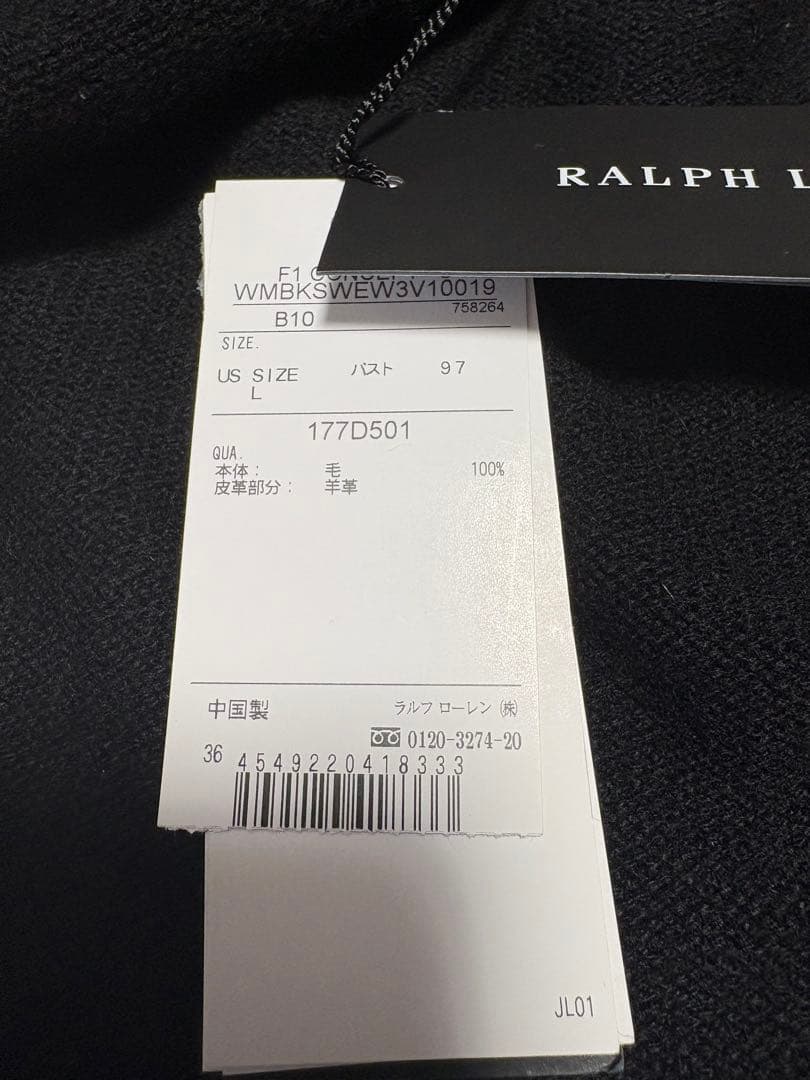 RALPH L
F1
WMBKSWEW3V10019
758264
B10
SIZE.
US SIZE バスト 97
L
177D501
QUA.
本体： 毛 100%
皮革部分： 羊革
中国製 ラルフ ローレン（株）
0120-3274-20
36 4549220418333
JL01